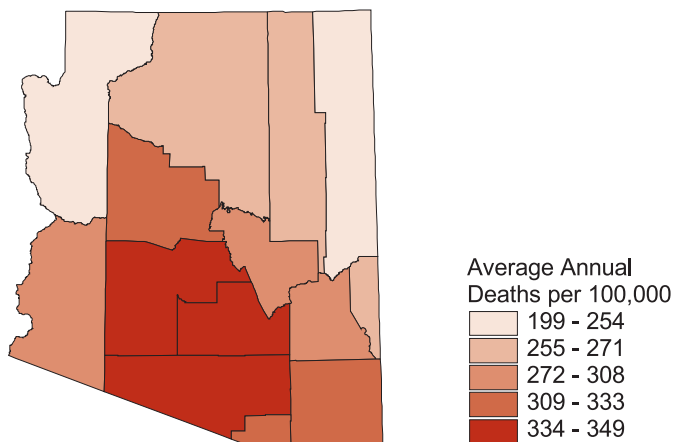 Average Annual
Deaths per 100,000
199 - 254
255 - 271
272 - 308
309 - 333
334 - 349